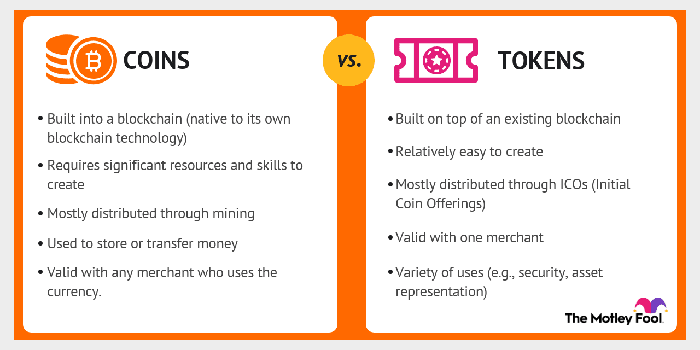 COINS
vs.
TOKENS
• Built into a blockchain (native to its own
blockchain technology)
• Requires significant resources and skills to
create
• Mostly distributed through mining
• Used to store or transfer money
• Valid with any merchant who uses the
currency.
• Built on top of an existing blockchain
• Relatively easy to create
• Mostly distributed through ICOs (Initial
Coin Offerings)
• Valid with one merchant
• Variety of uses (e.g., security, asset
representation)
The Motley Fool